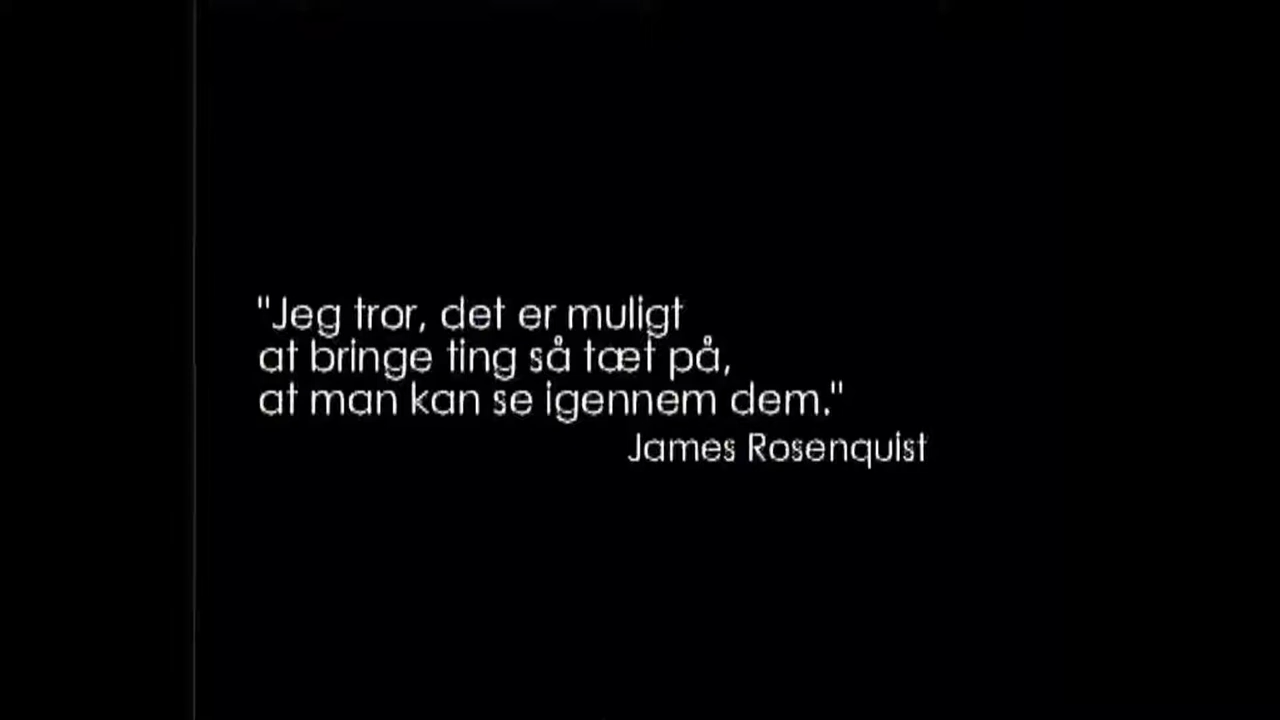 "Jeg tror, det er muligt
at bringe ting så tæt på,
at man kan se igennem dem."
James Rosenquist